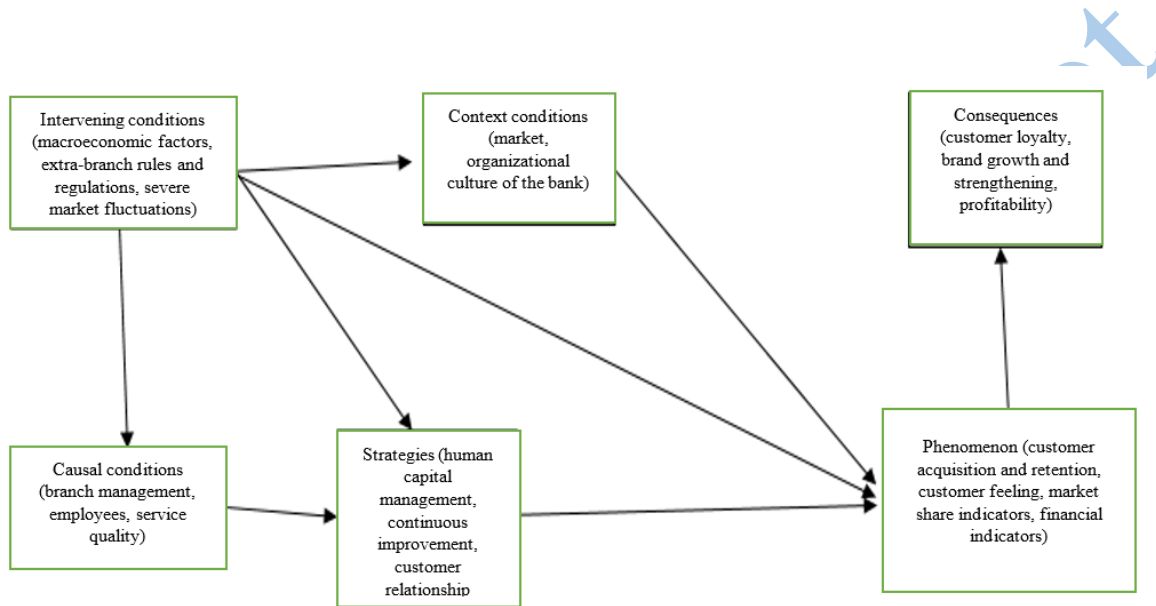 Intervening conditions
(macroeconomic factors,
extra-branch rules and
regulations, severe
market fluctuations)
Context conditions
(market,
organizational
culture of the bank)
Consequences
(customer loyalty,
brand growth and
strengthening,
profitability)
Causal conditions
(branch management,
employees, service
quality)
Strategies (human
capital
management,
continuous
improvement,
customer
relationship
Phenomenon (customer
acquisition and retention,
customer feeling, market
share indicators, financial
indicators)